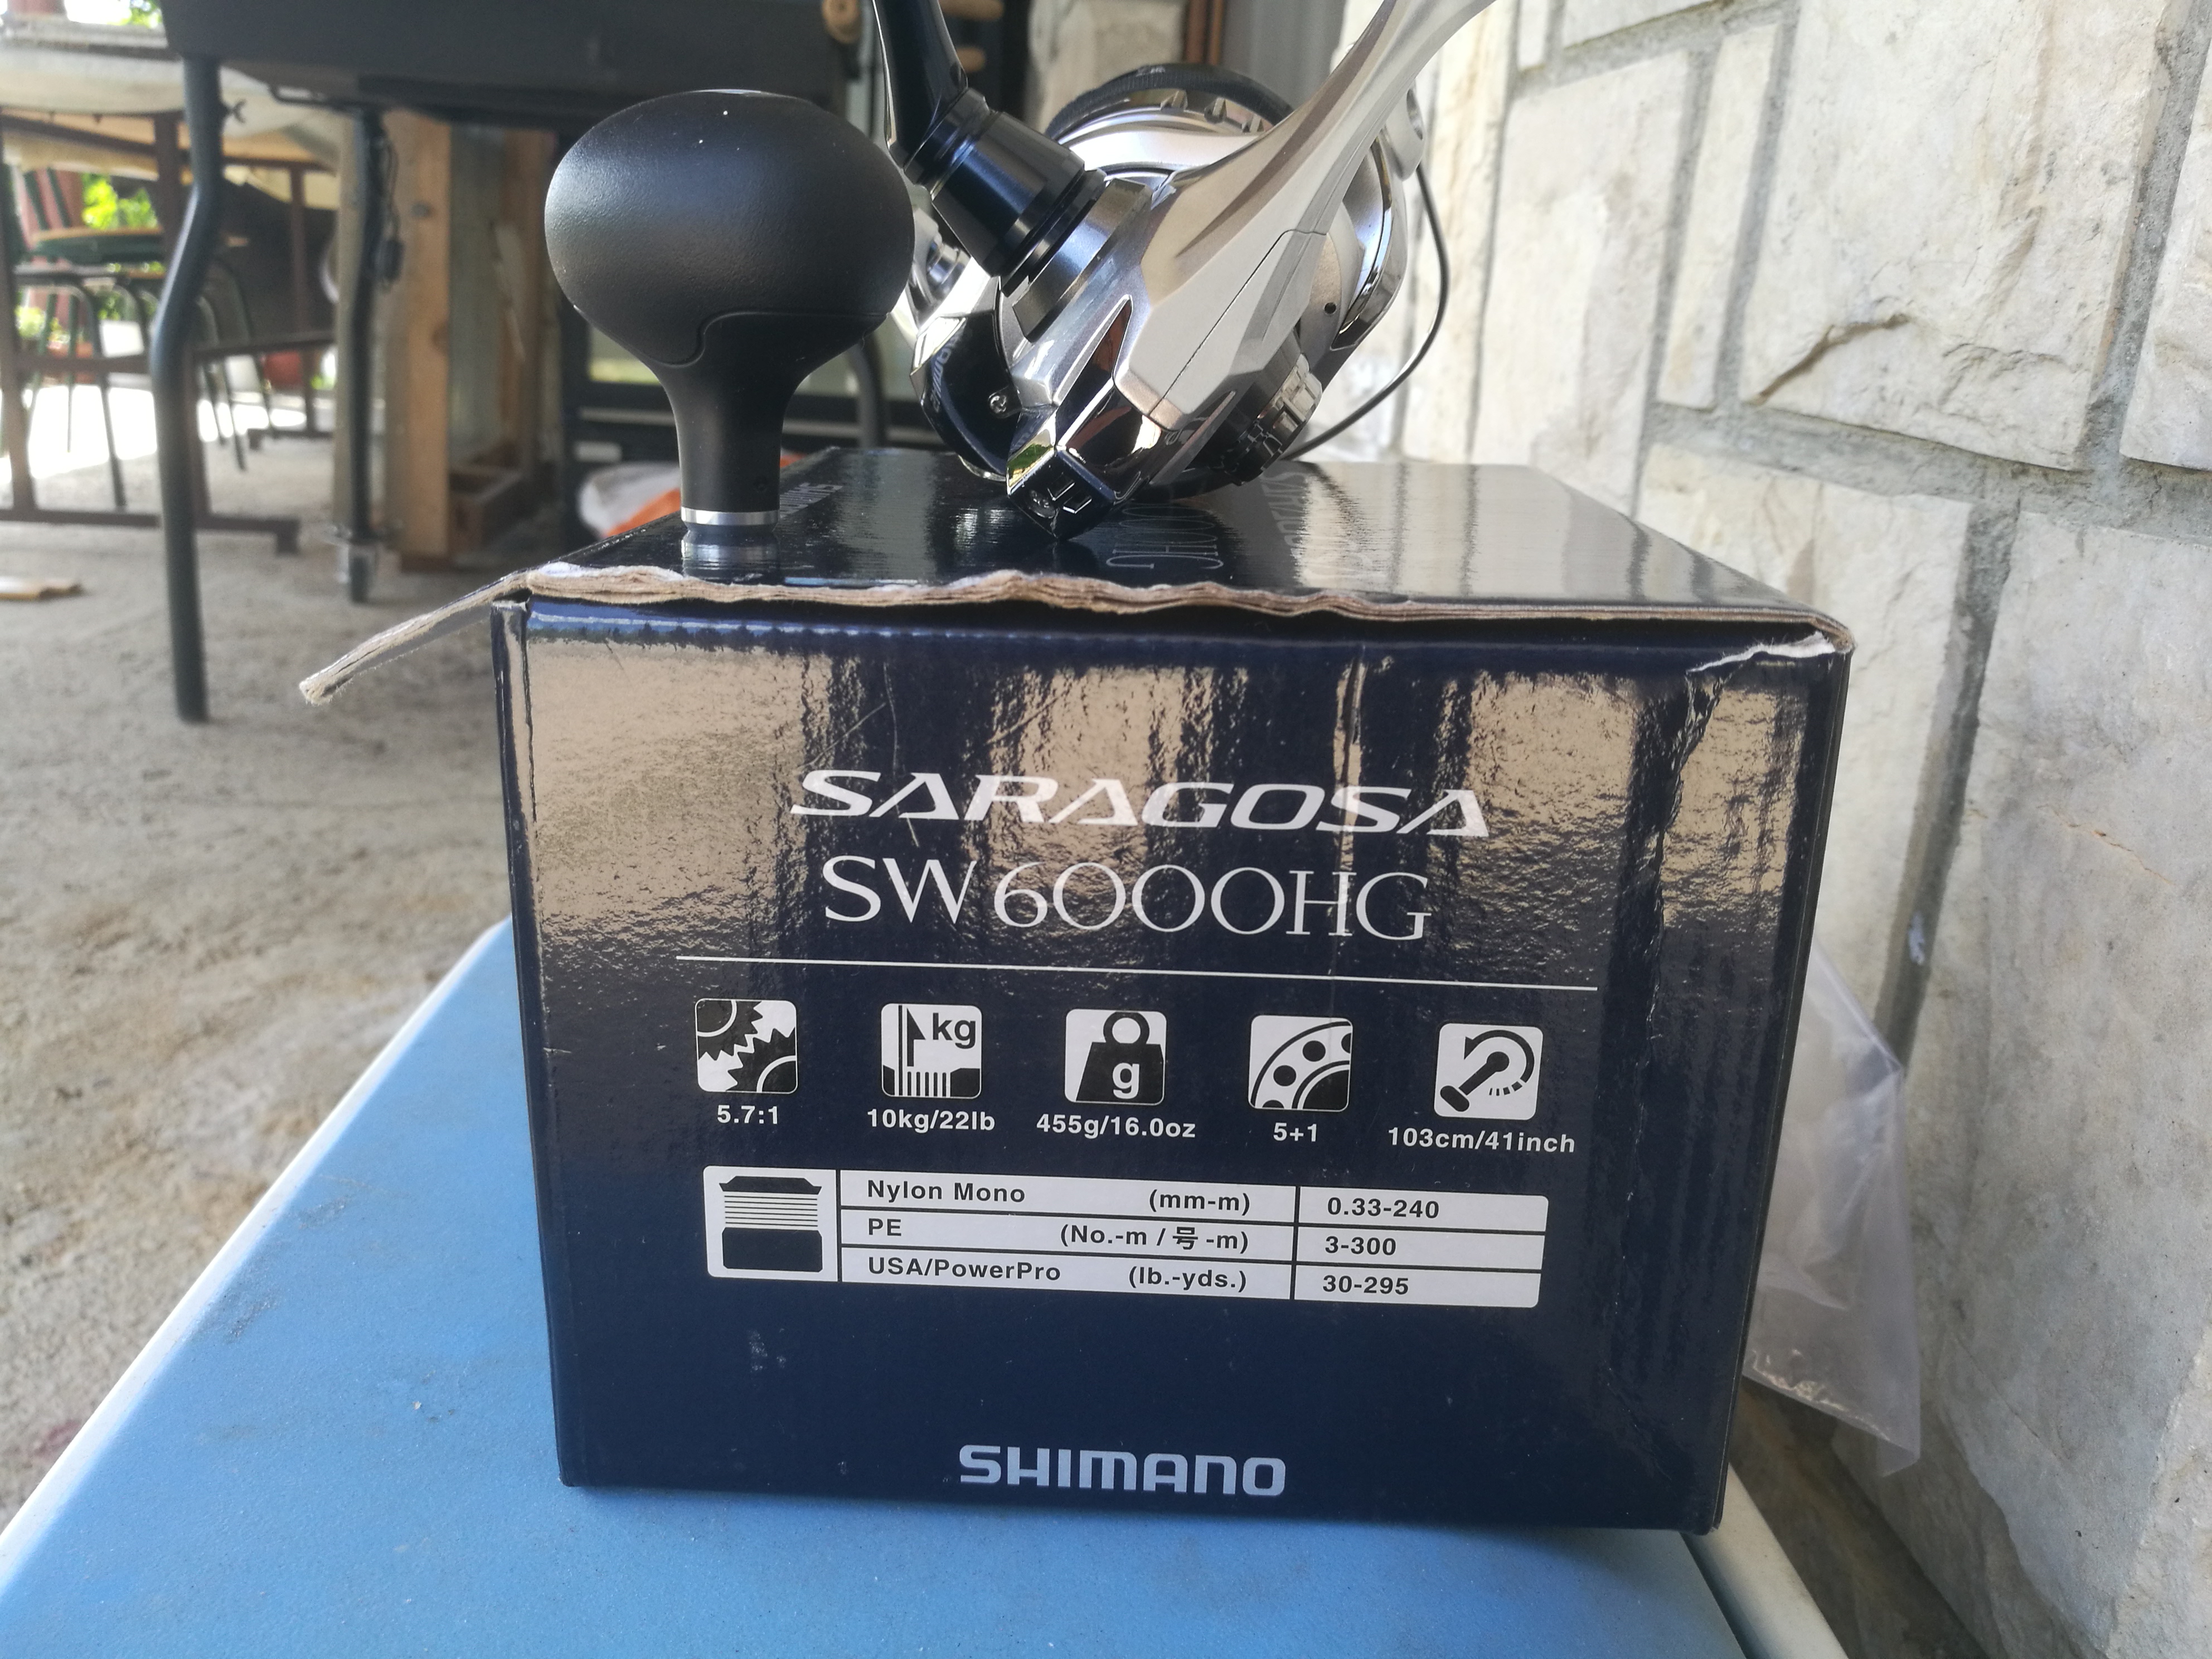 SARAGOSA
SW6000HG
kg
g
5.7:1
10kg/22lb
455g/16.0oz
5+1
103cm/41inch
Nylon Mono (mm-m) 0.33-240
PE (No.-m / 号 -m) 3-300
USA/PowerPro (lb.-yds.) 30-295
SHIMANO